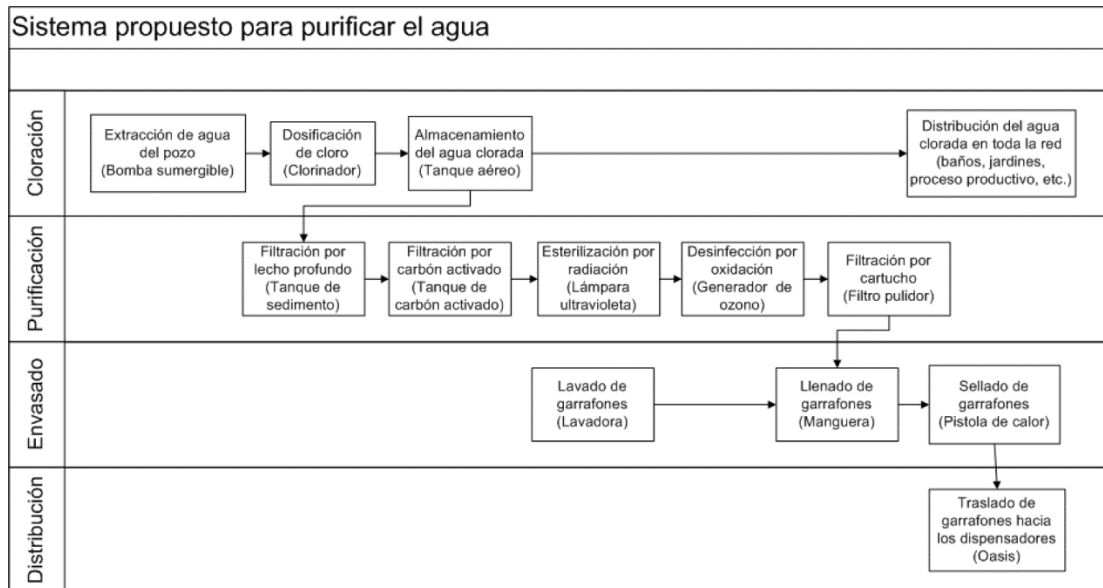 Sistema propuesto para purificar el agua
Cloración
Extracción de agua
del pozo
(Bomba sumergible)
Dosificación
de cloro
(Clorinador)
Almacenamiento
del agua clorada
(Tanque aéreo)
Distribución del agua
clorada en toda la red
(baños, jardines,
proceso productivo, etc.)
Purificación
Filtración por
lecho profundo
(Tanque de
sedimento)
Filtración por
carbón activado
(Tanque de
carbón activado)
Esterilización por
radiación
(Lámpara
ultravioleta)
Desinfección por
oxidación
(Generador de
ozono)
Filtración por
cartucho
(Filtro pulidor)
Envasado
Lavado de
garrafones
(Lavadora)
Llenado de
garrafones
(Manguera)
Sellado de
garrafones
(Pistola de calor)
Distribución
Traslado de
garrafones hacia
los dispensadores
(Oasis)